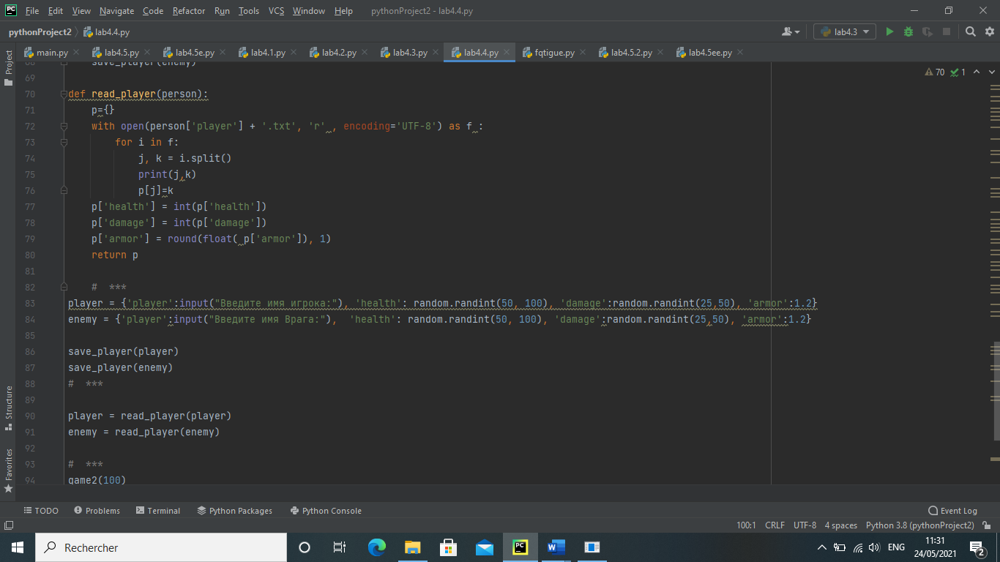 File Edit View Navigate Code Refactor Run Tools VCS Window Help pythonProject2 - lab4.4.py
pythonProject2 lab4.4.py lab4.3
main.py lab4.5.py lab4.5e.py lab4.1.py lab4.2.py lab4.3.py lab4.4.py fqtigue.py lab4.5.2.py lab4.5ee.py
Project
70 1
68 save_player(enemy)
69
70 def read_player(person):
71 p={}
72 with open(person['player'] + '.txt', 'r' , encoding='UTF-8') as f :
73 for i in f:
74 j, k = i.split()
75 print(j,k)
76 p[j]=k
77 p['health'] = int(p['health'])
78 p['damage'] = int(p['damage'])
79 p['armor'] = round(float( p['armor']), 1)
80 return p
81
82 # ***
83 player = {'player':input("Введите имя игрока:"), 'health': random.randint(50, 100), 'damage':random.randint(25,50), 'armor':1.2}
84 enemy = {'player':input("Введите имя Врага:"),  'health': random.randint(50, 100), 'damage':random.randint(25,50), 'armor':1.2}
85
86 save_player(player)
87 save_player(enemy)
88 # ***
89
90 player = read_player(player)
91 enemy = read_player(enemy)
92
93 # ***
94 game2(100)
Structure
Favorites
TODO Problems Terminal Python Packages Python Console Event Log
100:1 CRLF UTF-8 4 spaces Python 3.8 (pythonProject2)
Rechercher
ENG
11:31
24/05/2021
2